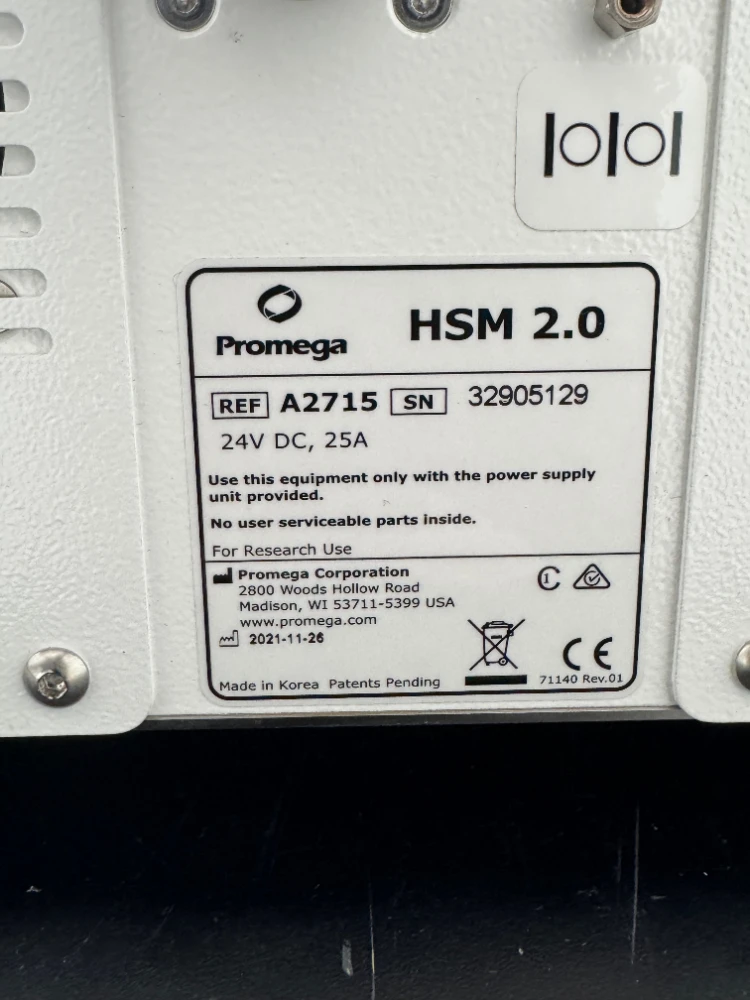 Promega
HSM 2.0
REF A2715 SN 32905129
24V DC, 25A
Use this equipment only with the power supply
unit provided.
No user serviceable parts inside.
For Research Use
Promega Corporation
2800 Woods Hollow Road
Madison, WI 53711-5399 USA
www.promega.com
2021-11-26
CE
Made in Korea Patents Pending
71140 Rev.01